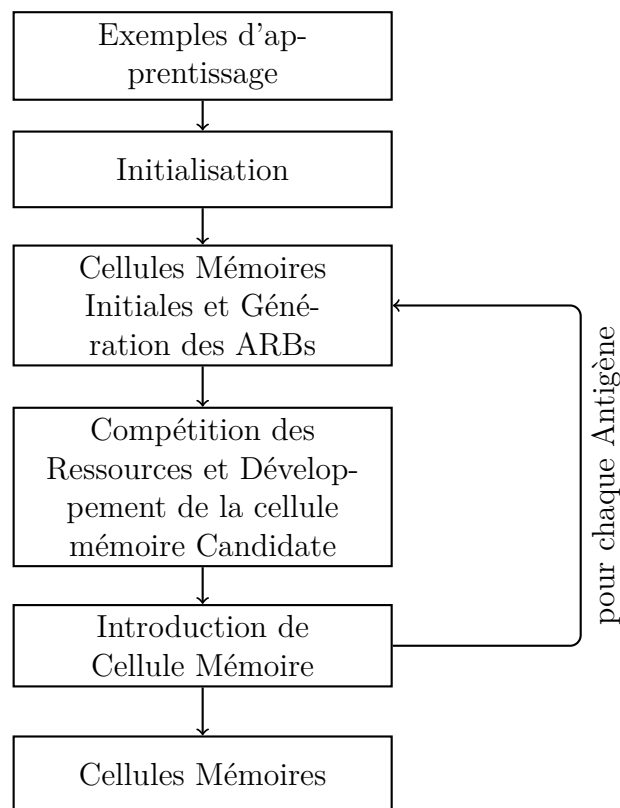 Exemples d'ap-
prentissage
Initialisation
Cellules Mémoires
Initiales et Géné-
ration des ARBs
Compétition des
Ressources et Dévelop-
pement de la cellule
mémoire Candidate
Introduction de
Cellule Mémoire
Cellules Mémoires
pour chaque Antigène